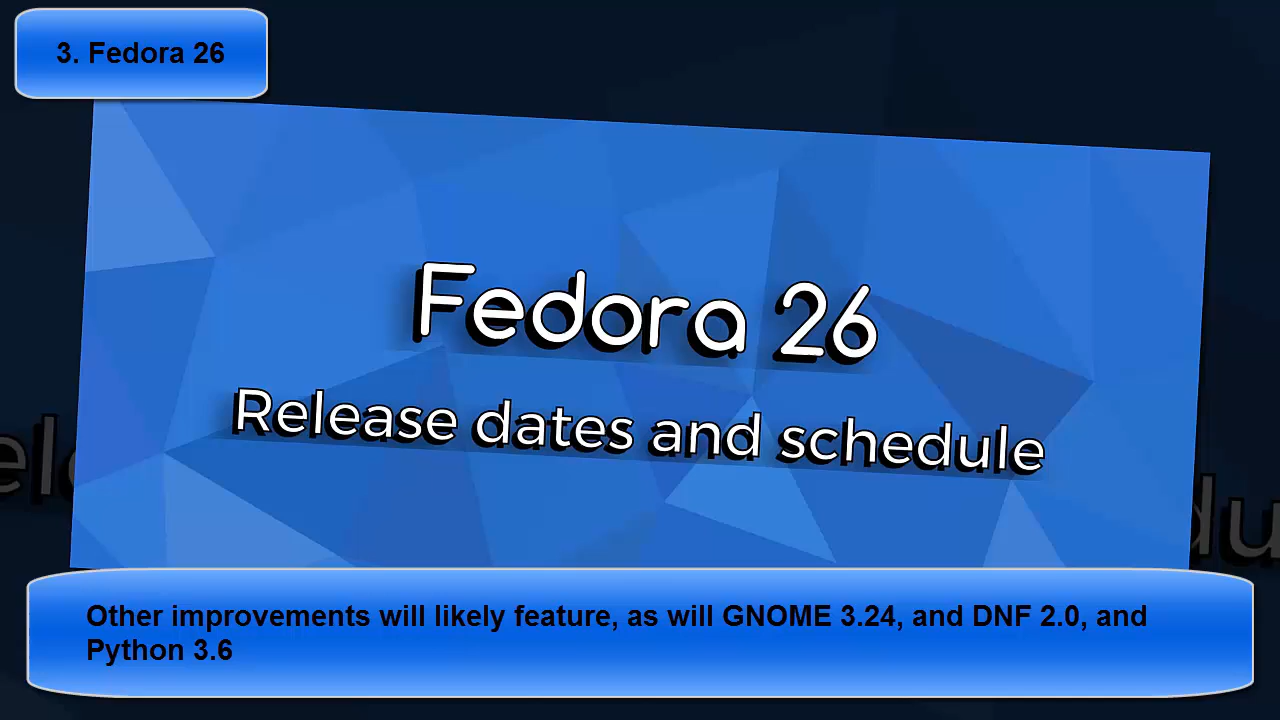 3. Fedora 26
Fedora 26
Release dates and schedule
Other improvements will likely feature, as will GNOME 3.24, and DNF 2.0, and
Python 3.6